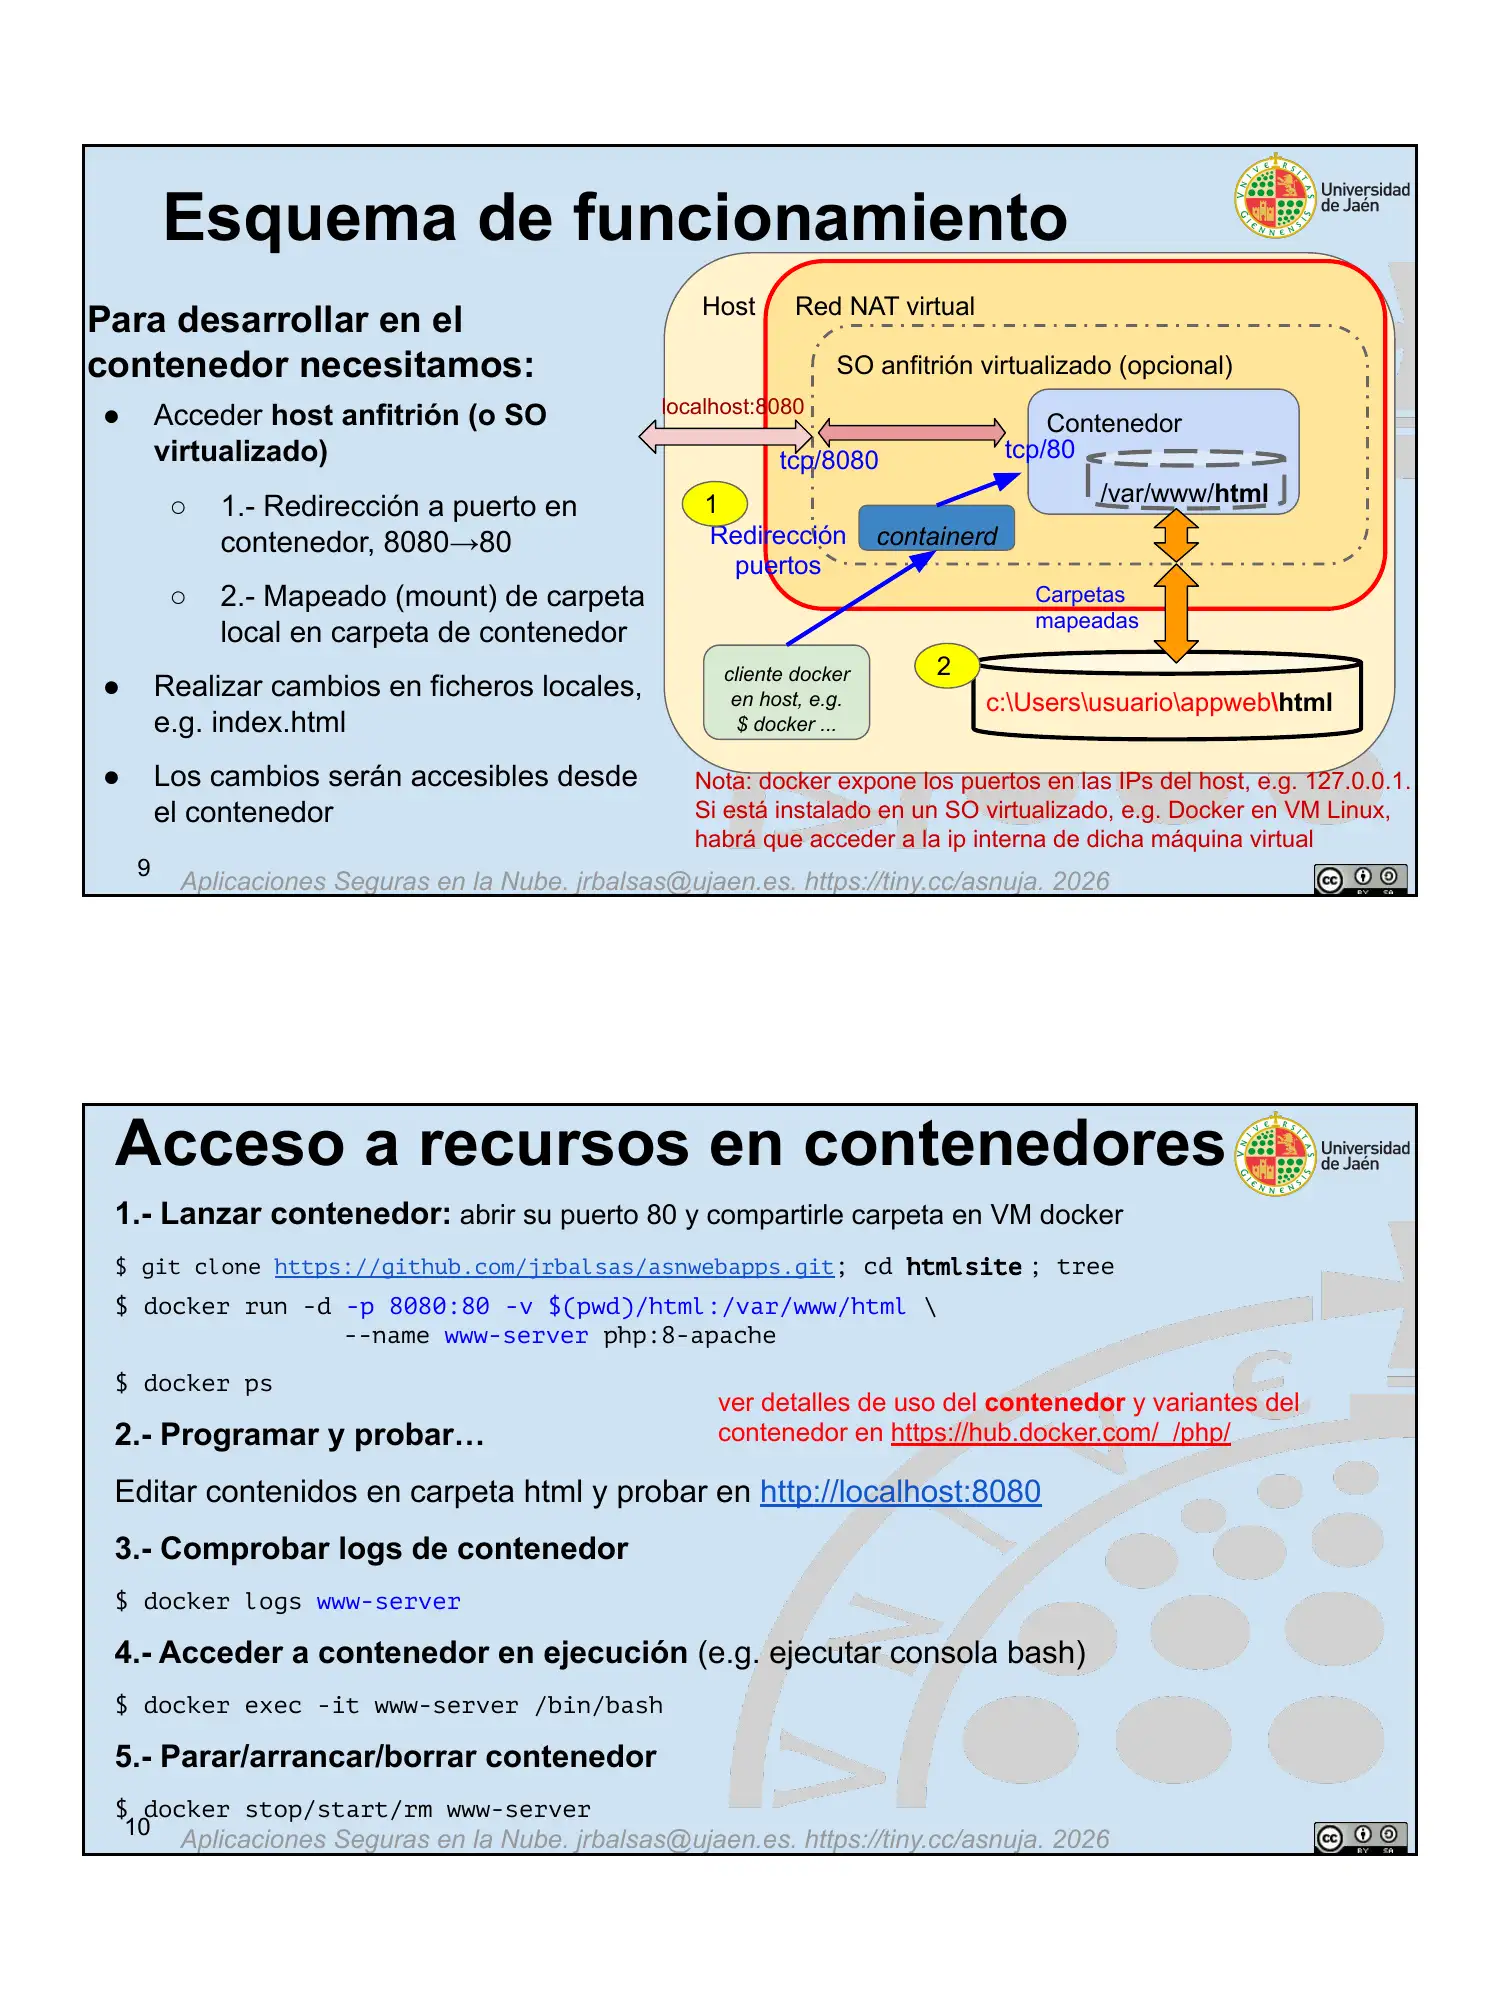 Esquema de funcionamiento
Universidad
de Jaén
Para desarrollar en el
contenedor necesitamos:
● Acceder host anfitrión (o SO
virtualizado)
○ 1.- Redirección a puerto en
contenedor, 8080→80
○ 2.- Mapeado (mount) de carpeta
local en carpeta de contenedor
● Realizar cambios en ficheros locales,
e.g. index.html
● Los cambios serán accesibles desde
el contenedor
Host
Red NAT virtual
SO anfitrión virtualizado (opcional)
localhost:8080
Contenedor
tcp/80
tcp/8080
/var/www/html
1
Redirección
puertos
containerd
Carpetas
mapeadas
cliente docker
en host, e.g.
$ docker ...
2
c:\Users\usuario\appweb\html
Nota: docker expone los puertos en las IPs del host, e.g. 127.0.0.1.
Si está instalado en un SO virtualizado, e.g. Docker en VM Linux,
habrá que acceder a la ip interna de dicha máquina virtual
9
Aplicaciones Seguras en la Nube. jrbalsas@ujaen.es. https://tiny.cc/asnuja. 2026
cc BY SA
Acceso a recursos en contenedores
Universidad
de Jaén
1.- Lanzar contenedor: abrir su puerto 80 y compartirle carpeta en VM docker
$ git clone https://github.com/jrbalsas/asnwebapps.git; cd htmlsite ; tree
$ docker run -d -p 8080:80 -v $(pwd)/html:/var/www/html \
--name www-server php:8-apache
$ docker ps
ver detalles de uso del contenedor y variantes del
contenedor en https://hub.docker.com/_/php/
2.- Programar y probar…
Editar contenidos en carpeta html y probar en http://localhost:8080
3.- Comprobar logs de contenedor
$ docker logs www-server
4.- Acceder a contenedor en ejecución (e.g. ejecutar consola bash)
$ docker exec -it www-server /bin/bash
5.- Parar/arrancar/borrar contenedor
$ docker stop/start/rm www-server
10
Aplicaciones Seguras en la Nube. jrbalsas@ujaen.es. https://tiny.cc/asnuja. 2026
cc BY SA